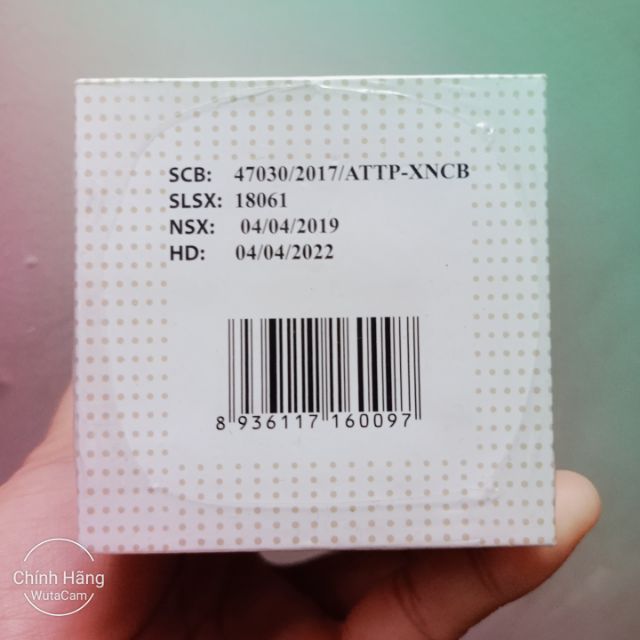 SCB: 47030/2017/ATTP-XNCB
SLSX: 18061
NSX: 04/04/2019
HD: 04/04/2022
8 936117 160097
Chính Hãng
WutaCam